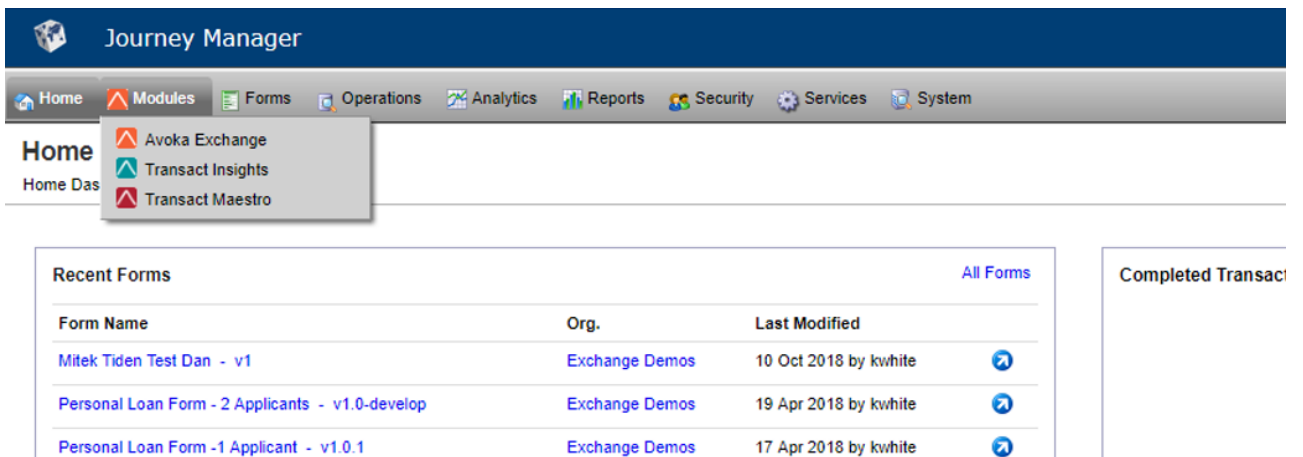 Journey Manager
Home Modules Forms Operations Analytics Reports Security Services System
Avoka Exchange
Transact Insights
Transact Maestro
Home
Home Das
Recent Forms All Forms
Form Name Org. Last Modified
Mitek Tiden Test Dan - v1 Exchange Demos 10 Oct 2018 by kwhite
Personal Loan Form - 2 Applicants - v1.0-develop Exchange Demos 19 Apr 2018 by kwhite
Personal Loan Form -1 Applicant - v1.0.1 Exchange Demos 17 Apr 2018 by kwhite
Completed Transact